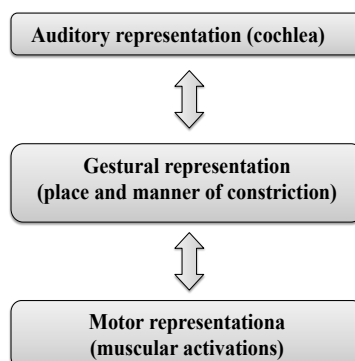 Auditory representation (cochlea)
Gestural representation
(place and manner of constriction)
Motor representationa
(muscular activations)